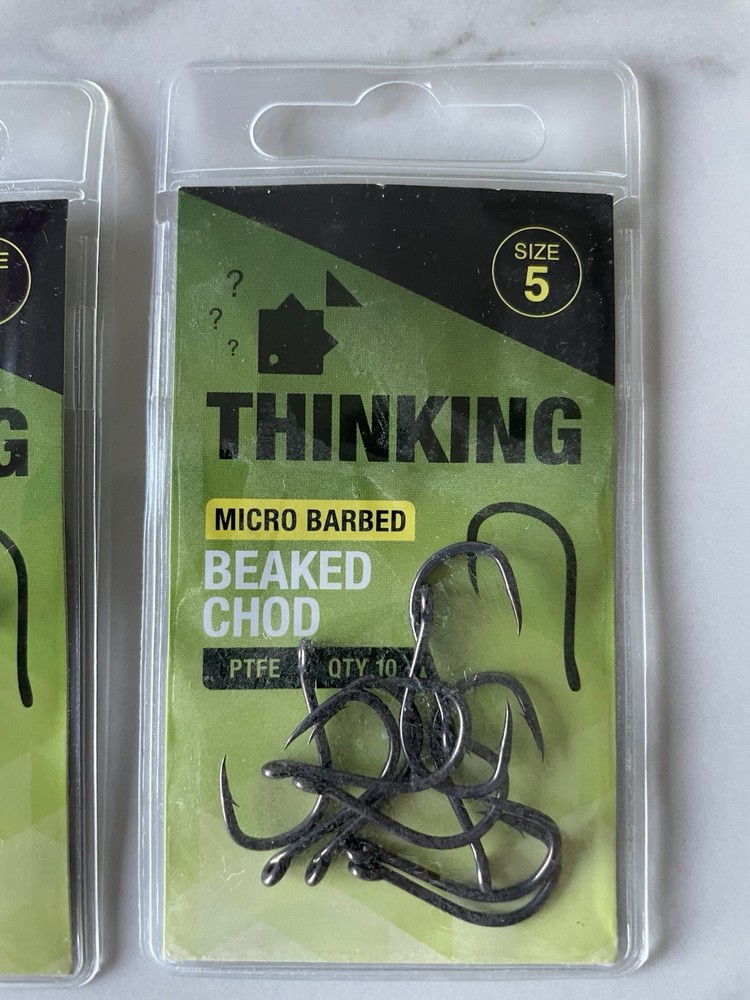 SIZE
5
?
?
?
THINKING
MICRO BARBED
BEAKED
CHOD
PTFE QTY 10
E
G